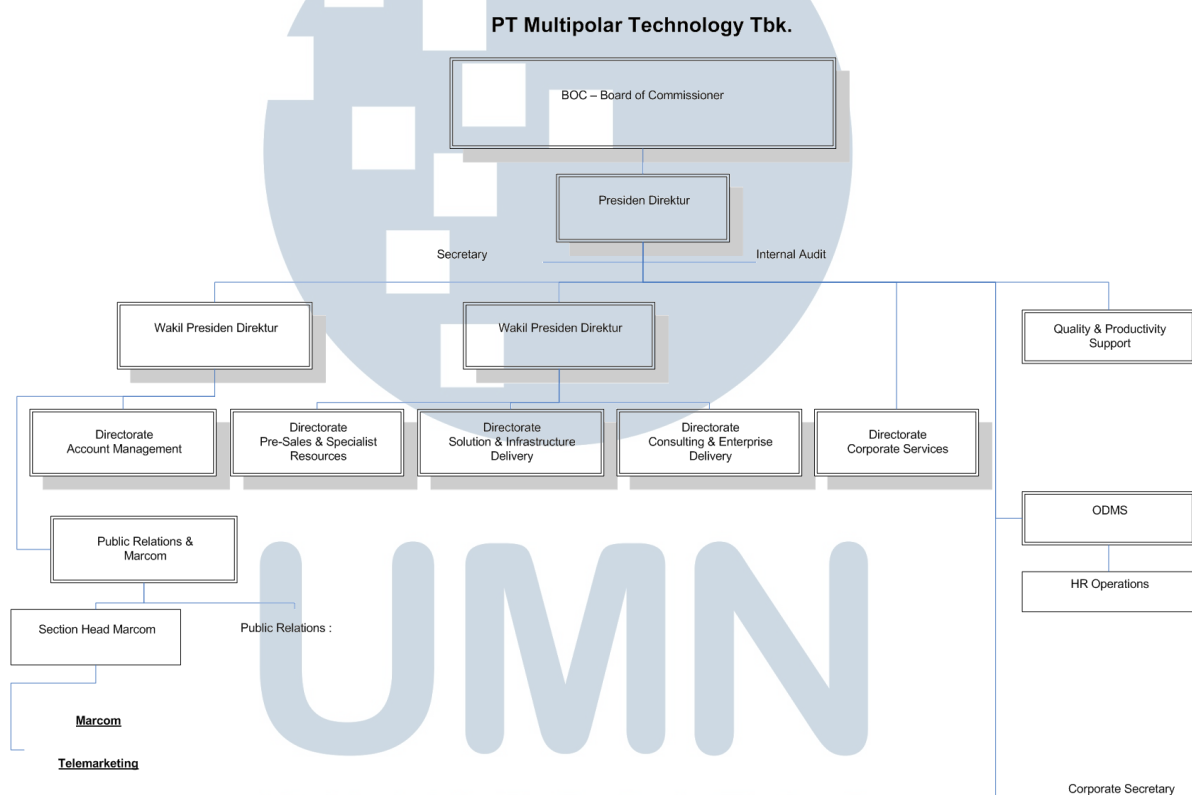 PT Multipolar Technology Tbk.
BOC – Board of Commissioner
Presiden Direktur
Secretary
Internal Audit
Wakil Presiden Direktur
Wakil Presiden Direktur
Quality & Productivity
Support
Directorate
Account Management
Directorate
Pre-Sales & Specialist
Resources
Directorate
Solution & Infrastructure
Delivery
Directorate
Consulting & Enterprise
Delivery
Directorate
Corporate Services
ODMS
Public Relations &
Marcom
HR Operations
Section Head Marcom
Public Relations :
Marcom
Telemarketing
Corporate Secretary
UMN